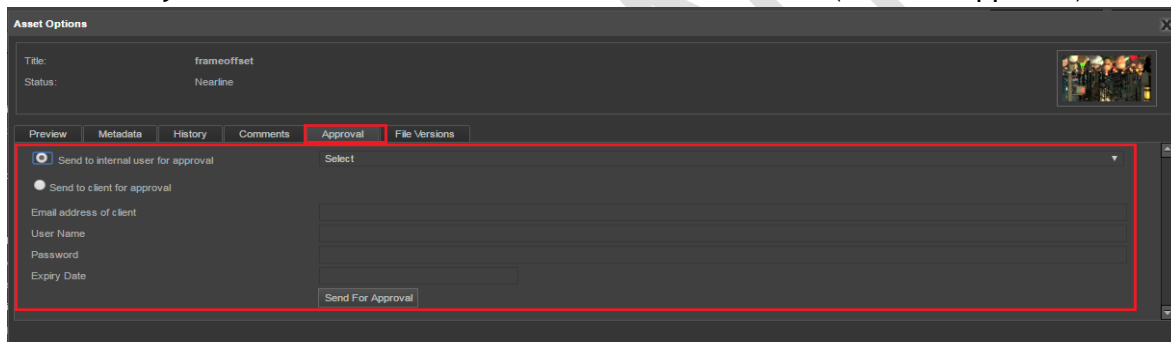 Asset Options
X
Title: frameoffset
Status: Nearline
Preview Metadata History Comments Approval File Versions
Send to internal user for approval Select
Send to client for approval
Email address of client
User Name
Password
Expiry Date
Send For Approval